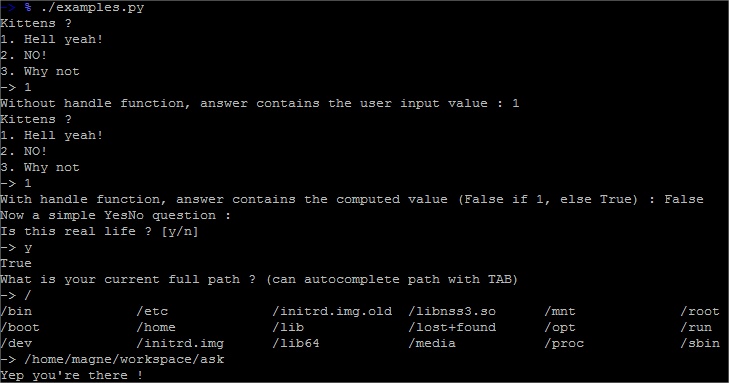 -> % ./examples.py
Kittens ?
1. Hell yeah!
2. NO!
3. Why not
-> 1
Without handle function, answer contains the user input value : 1
Kittens ?
1. Hell yeah!
2. NO!
3. Why not
-> 1
With handle function, answer contains the computed value (False if 1, else True) : False
Now a simple YesNo question :
Is this real life ? [y/n]
-> y
True
What is your current full path ? (can autocomplete path with TAB)
-> /
/bin /etc /initrd.img.old /libnss3.so /mnt /root
/boot /home /lib /lost+found /opt /run
/dev /initrd.img /lib64 /media /proc /sbin
-> /home/magne/workspace/ask
Yep you're there !